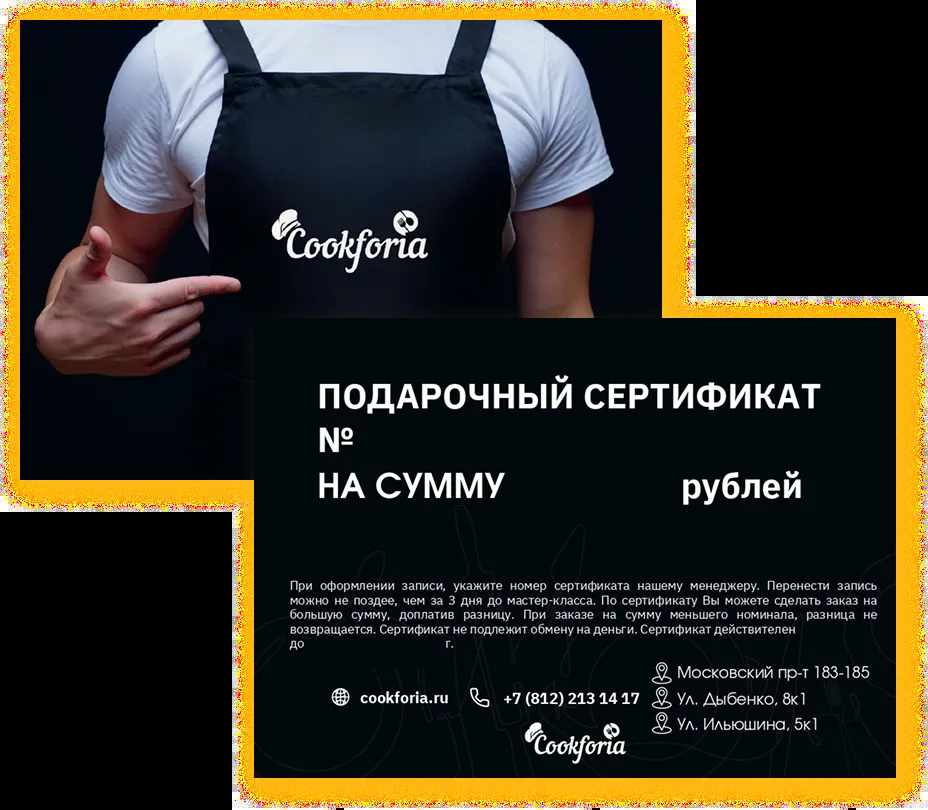 Cookforia
ПОДАРОЧНЫЙ СЕРТИФИКАТ
№
НА СУММУ рублей
При оформлении записи, укажите номер сертификата нашему менеджеру. Перенести запись
можно не поздее, чем за 3 дня до мастер-класса. По сертификату Вы можете сделать заказ на
большую сумму, доплатив разницу. При заказе на сумму меньшего номинала, разница не
возвращается. Сертификат не подлежит обмену на деньги. Сертификат действителен
до г.
cookforia.ru +7 (812) 213 14 17
Московский пр-т 183-185
Ул. Дыбенко, 8к1
Ул. Ильюшина, 5к1
Cookforia